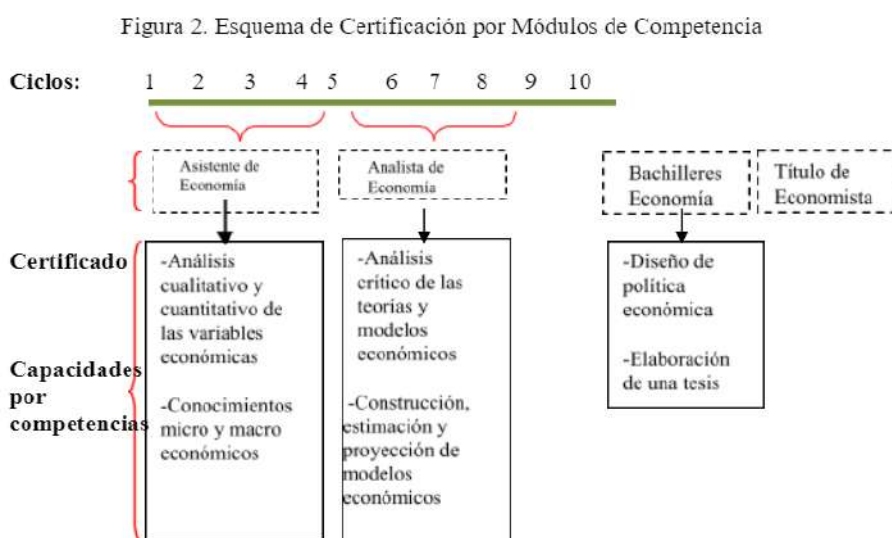 Figura 2. Esquema de Certificación por Módulos de Competencia
Ciclos: 1 2 3 4 5 6 7 8 9 10
Asistente de
Economía
Analista de
Economía
Bachilleres
Economía
Título de
Economista
Certificado
Capacidades
por
competencias
-Análisis
cualitativo y
cuantitativo de
las variables
económicas
-Conocimientos
micro y macro
económicos
-Análisis
crítico de las
teorías y
modelos
económicos
-Construcción,
estimación y
proyección de
modelos
económicos
-Diseño de
política
económica
-Elaboración
de una tesis